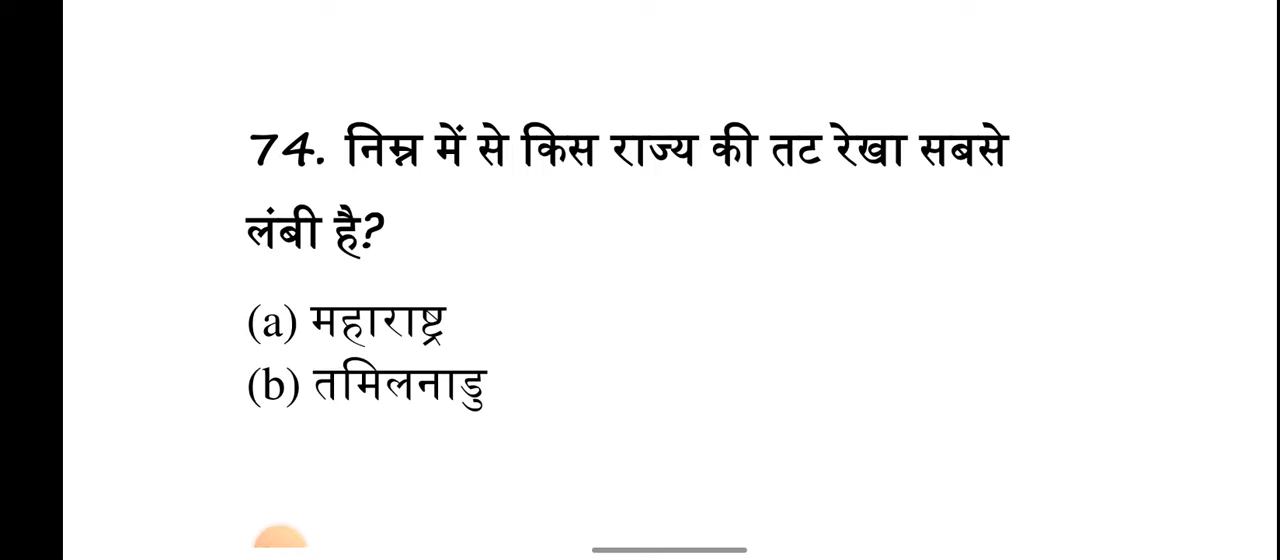 74. निम्न में से किस राज्य की तट रेखा सबसे
लंबी है?
(a) महाराष्ट्र
(b) तमिलनाडु